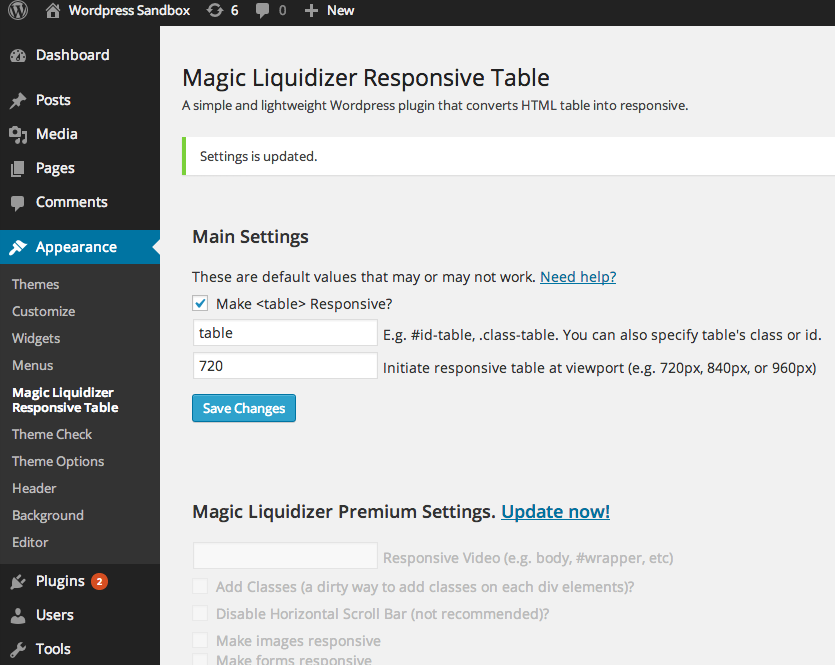 Wordpress Sandbox 6 0 New
Dashboard
Posts
Media
Pages
Comments
Appearance
Themes
Customize
Widgets
Menus
Magic Liquidizer
Responsive Table
Theme Check
Theme Options
Header
Background
Editor
Plugins 2
Users
Tools
Magic Liquidizer Responsive Table
A simple and lightweight Wordpress plugin that converts HTML table into responsive.
Settings is updated.
Main Settings
These are default values that may or may not work. Need help?
Make <table> Responsive?
table E.g. #id-table, .class-table. You can also specify table's class or id.
720 Initiate responsive table at viewport (e.g. 720px, 840px, or 960px)
Save Changes
Magic Liquidizer Premium Settings. Update now!
Responsive Video (e.g. body, #wrapper, etc)
Add Classes (a dirty way to add classes on each div elements)?
Disable Horizontal Scroll Bar (not recommended)?
Make images responsive
Make forms responsive